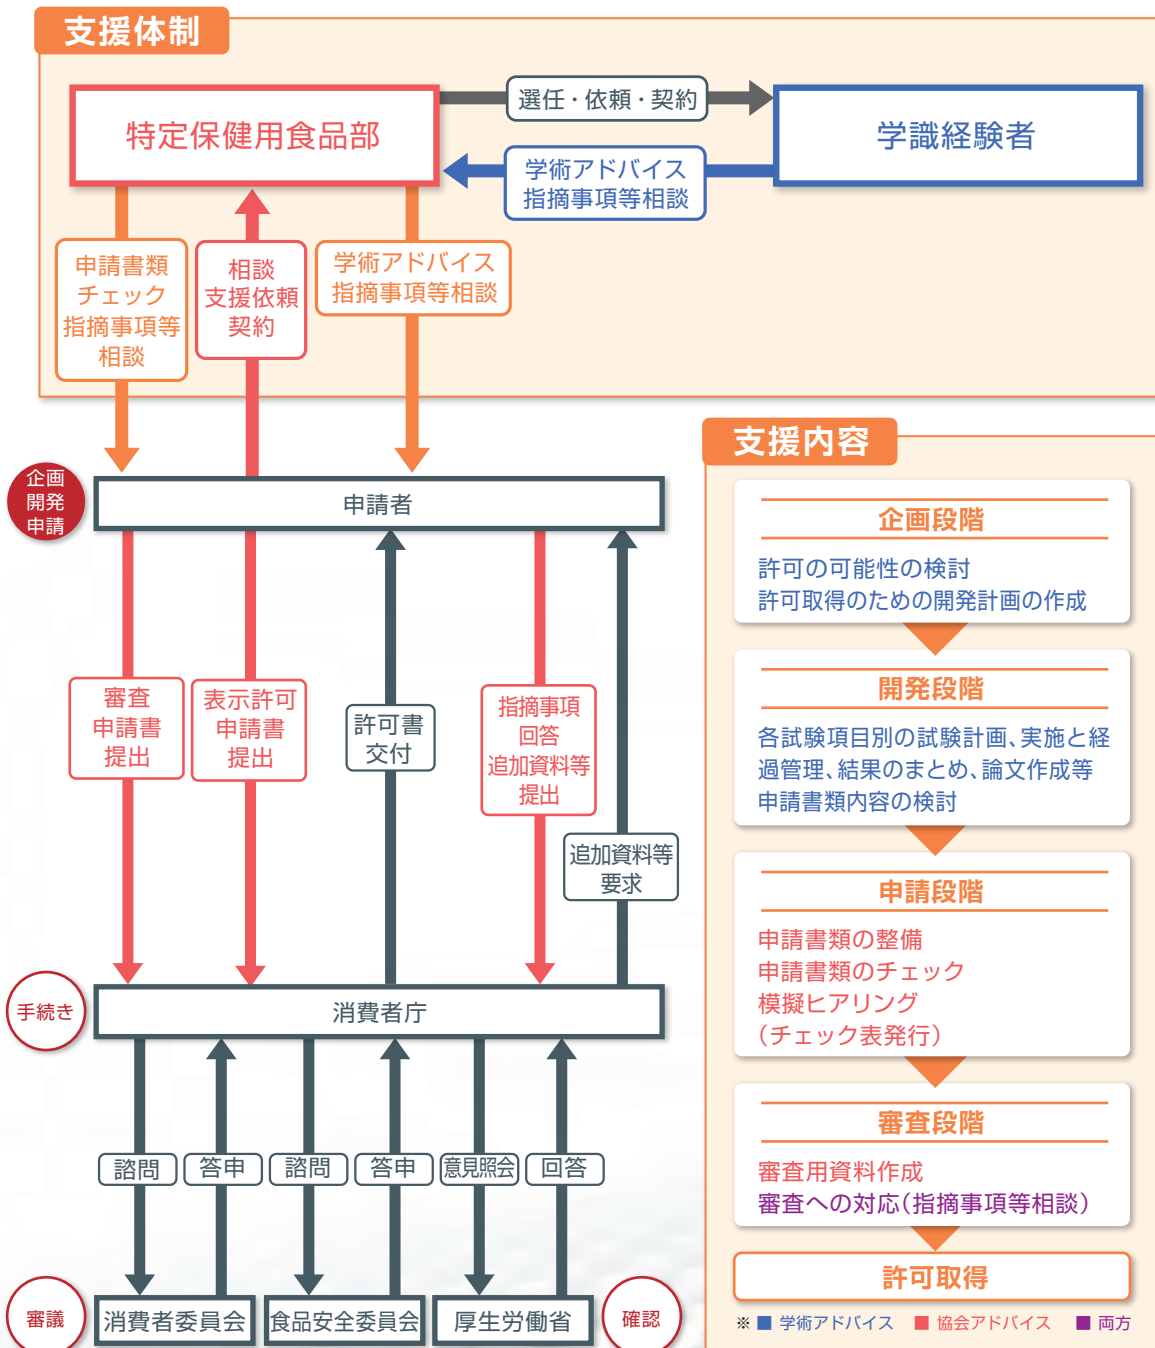 支援体制
特定保健用食品部
選任・依頼・契約
学術アドバイス
指摘事項等相談
学識経験者
申請書類
チェック
指摘事項等
相談
相談
支援依頼
契約
学術アドバイス
指摘事項等相談
企画
開発
申請
申請者
審査
申請書
提出
表示許可
申請書
提出
許可書
交付
指摘事項
回答
追加資料等
提出
追加資料等
要求
手続き
消費者庁
諮問
答申
諮問
答申
意見照会
回答
審議
消費者委員会
食品安全委員会
厚生労働省
確認
支援内容
企画段階
許可の可能性の検討
許可取得のための開発計画の作成
開発段階
各試験項目別の試験計画、実施と経
過管理、結果のまとめ、論文作成等
申請書類内容の検討
申請段階
申請書類の整備
申請書類のチェック
模擬ヒアリング
(チェック表発行)
審査段階
審査用資料作成
審査への対応(指摘事項等相談)
許可取得
※ ■ 学術アドバイス ■ 協会アドバイス ■ 両方